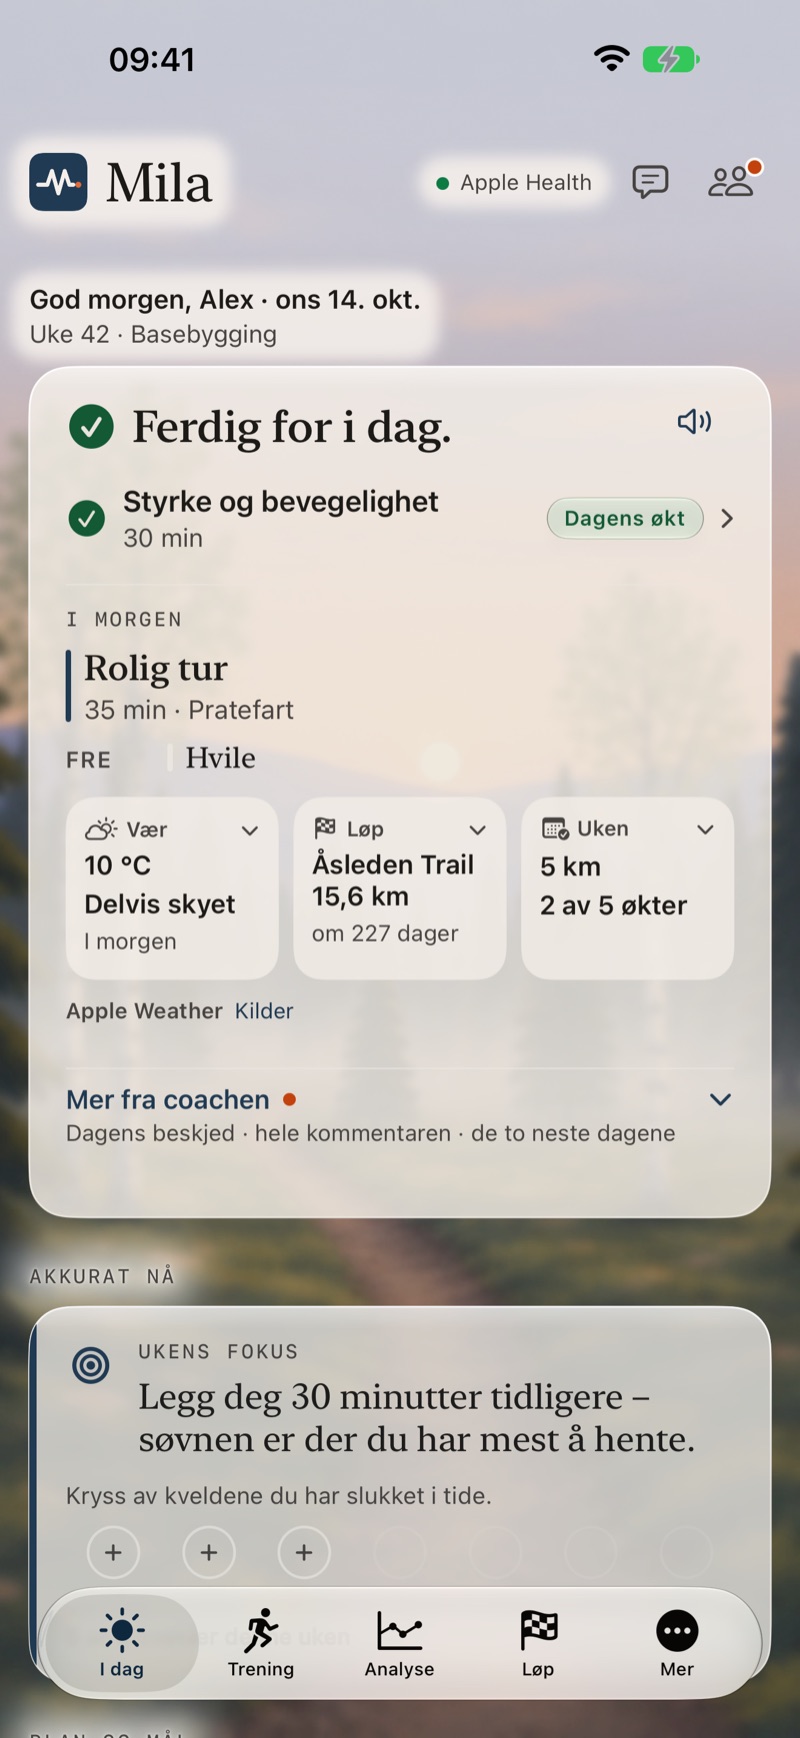 09:41
Mila
Apple Health
God morgen, Alex · ons 14. okt.
Uke 42 · Basebygging
Ferdig for i dag.
Styrke og bevegelighet
30 min
Dagens økt
I MORGEN
Rolig tur
35 min · Pratefart
FRE Hvile
Vær
10 °C
Delvis skyet
I morgen
Løp
Åsleden Trail
15,6 km
om 227 dager
Uken
5 km
2 av 5 økter
Apple Weather Kilder
Mer fra coachen
Dagens beskjed · hele kommentaren · de to neste dagene
AKKURAT NÅ
UKENS FOKUS
Legg deg 30 minutter tidligere –
søvnen er der du har mest å hente.
Kryss av kveldene du har slukket i tide.
uken
I dag
Trening
Analyse
Løp
Mer